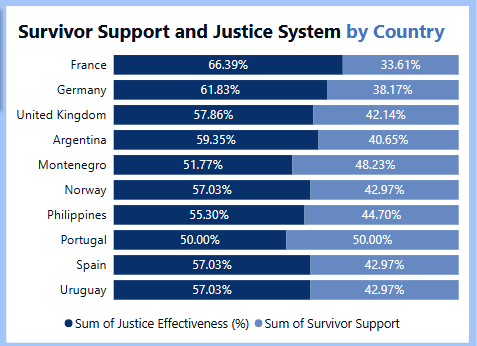 Survivor Support and Justice System by Country
France 66.39% 33.61%
Germany 61.83% 38.17%
United Kingdom 57.86% 42.14%
Argentina 59.35% 40.65%
Montenegro 51.77% 48.23%
Norway 57.03% 42.97%
Philippines 55.30% 44.70%
Portugal 50.00% 50.00%
Spain 57.03% 42.97%
Uruguay 57.03% 42.97%
Sum of Justice Effectiveness (%) Sum of Survivor Support